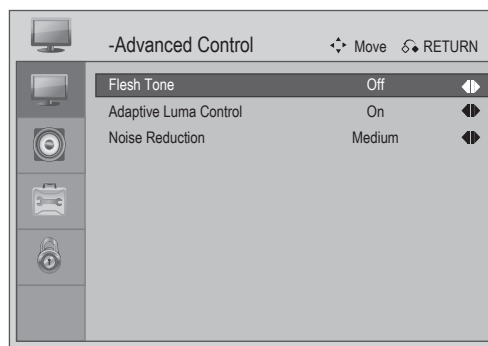 -Advanced Control Move RETURN
Flesh Tone Off
Adaptive Luma Control On
Noise Reduction Medium